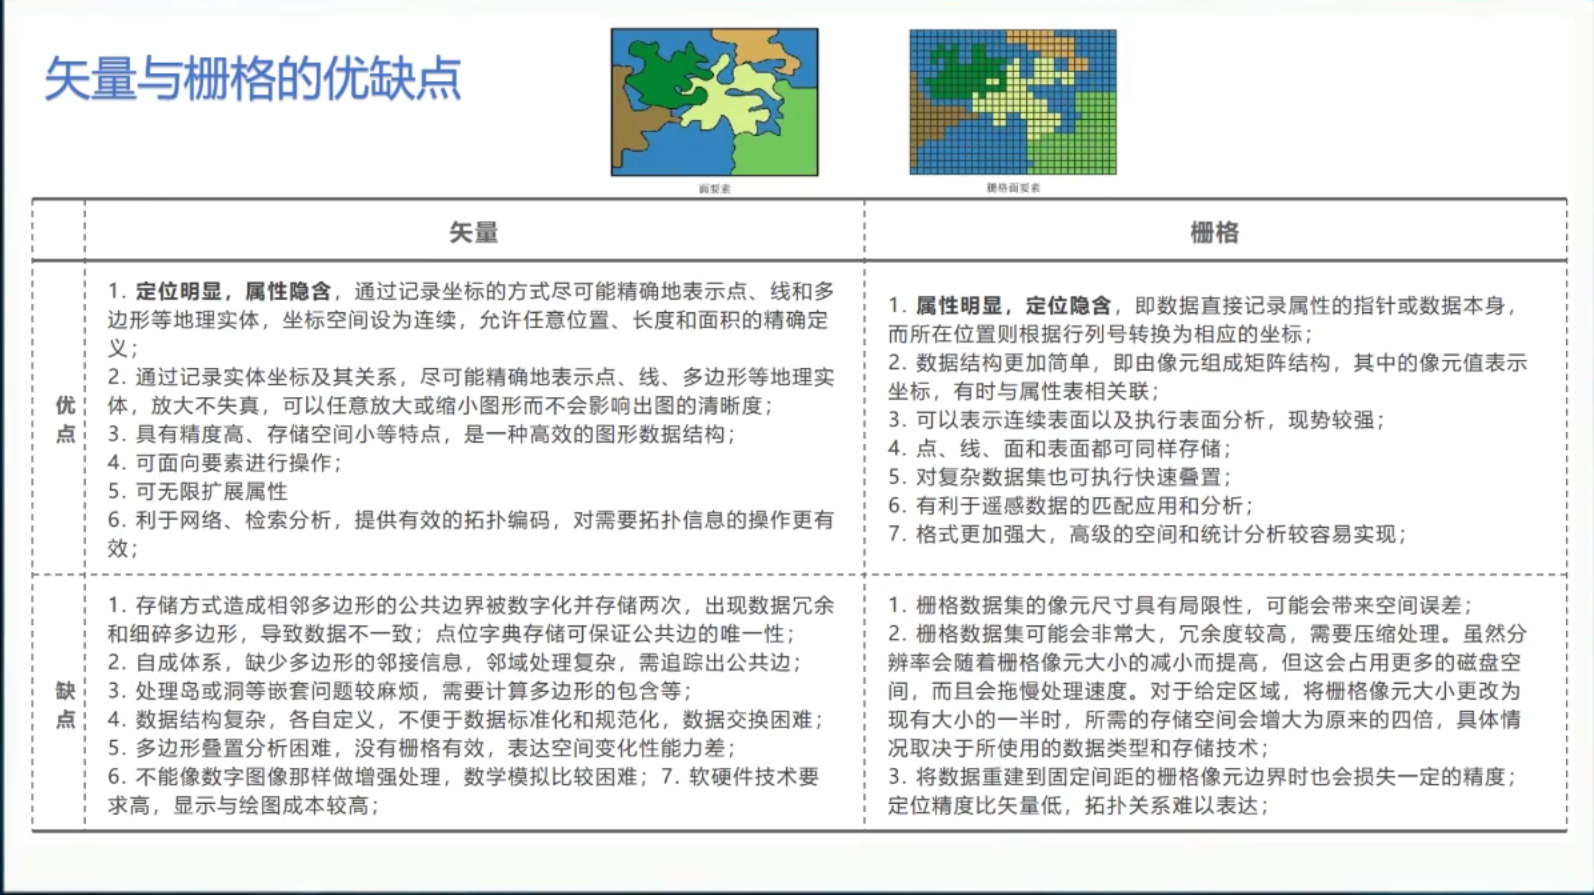 矢量与栅格的优缺点
面要素
栅格面要素
矢量
栅格
优点
1. 定位明显，属性隐含，通过记录坐标的方式尽可能精确地表示点、线和多
边形等地理实体，坐标空间设为连续，允许任意位置、长度和面积的精确定
义；
2. 通过记录实体坐标及其关系，尽可能精确地表示点、线、多边形等地理实
体，放大不失真，可以任意放大或缩小图形而不会影响出图的清晰度；
3. 具有精度高、存储空间小等特点，是一种高效的图形数据结构；
4. 可面向要素进行操作；
5. 可无限扩展属性
6. 利于网络、检索分析，提供有效的拓扑编码，对需要拓扑信息的操作更有
效；
1. 属性明显，定位隐含，即数据直接记录属性的指针或数据本身，
而所在位置则根据行列号转换为相应的坐标；
2. 数据结构更加简单，即由像元组成矩阵结构，其中的像元值表示
坐标，有时与属性表相关联；
3. 可以表示连续表面以及执行表面分析，现势较强；
4. 点、线、面和表面都可同样存储；
5. 对复杂数据集也可执行快速叠置；
6. 有利于遥感数据的匹配应用和分析；
7. 格式更加强大，高级的空间和统计分析较容易实现；
缺点
1. 存储方式造成相邻多边形的公共边界被数字化并存储两次，出现数据冗余
和细碎多边形，导致数据不一致；点位字典存储可保证公共边的唯一性；
2. 自成体系，缺少多边形的邻接信息，邻域处理复杂，需追踪出公共边；
3. 处理岛或洞等嵌套问题较麻烦，需要计算多边形的包含等；
4. 数据结构复杂，各自定义，不便于数据标准化和规范化，数据交换困难；
5. 多边形叠置分析困难，没有栅格有效，表达空间变化性能力差；
6. 不能像数字图像那样做增强处理，数学模拟比较困难；7. 软硬件技术要
求高，显示与绘图成本较高；
1. 栅格数据集的像元尺寸具有局限性，可能会带来空间误差；
2. 栅格数据集可能会非常大，冗余度较高，需要压缩处理。虽然分
辨率会随着栅格像元大小的减小而提高，但这会占用更多的磁盘空
间，而且会拖慢处理速度。对于给定区域，将栅格像元大小更改为
现有大小的一半时，所需的存储空间会增大为原来的四倍，具体情
况取决于所使用的数据类型和存储技术；
3. 将数据重建到固定间距的栅格像元边界时也会损失一定的精度；
定位精度比矢量低，拓扑关系难以表达；